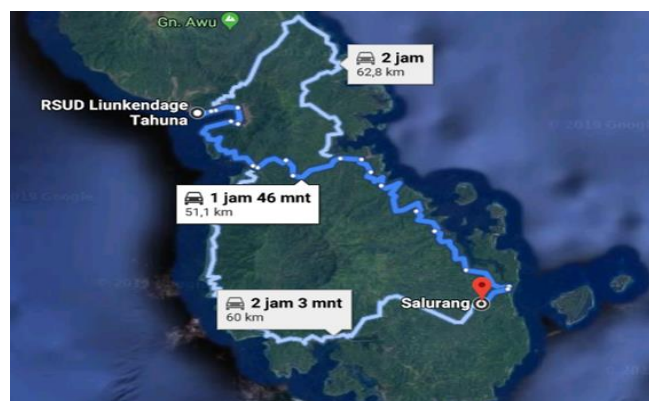 Gn. Awu
2 jam
62,8 km
RSUD Liunkendage
Tahuna
1 jam 46 mnt
51,1 km
2 jam 3 mnt
60 km
Salurang